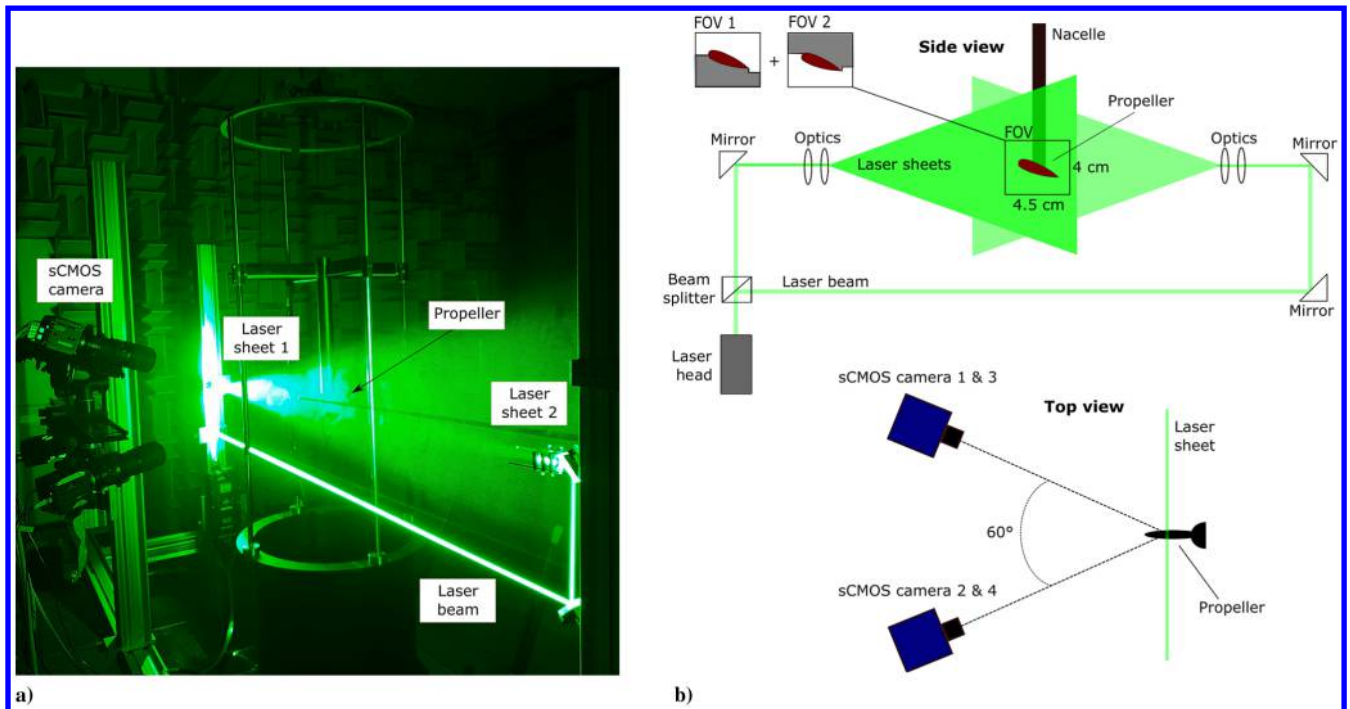 sCMOS
camera
Laser
sheet 1
Propeller
Laser
sheet 2
Laser
beam
a)
FOV 1
FOV 2
+
Side view
Nacelle
Propeller
Mirror
Optics
Laser sheets
FOV
4 cm
4.5 cm
Optics
Mirror
Beam
splitter
Laser beam
Mirror
Laser
head
sCMOS camera 1 & 3
Top view
Laser
sheet
60°
sCMOS camera 2 & 4
Propeller
b)